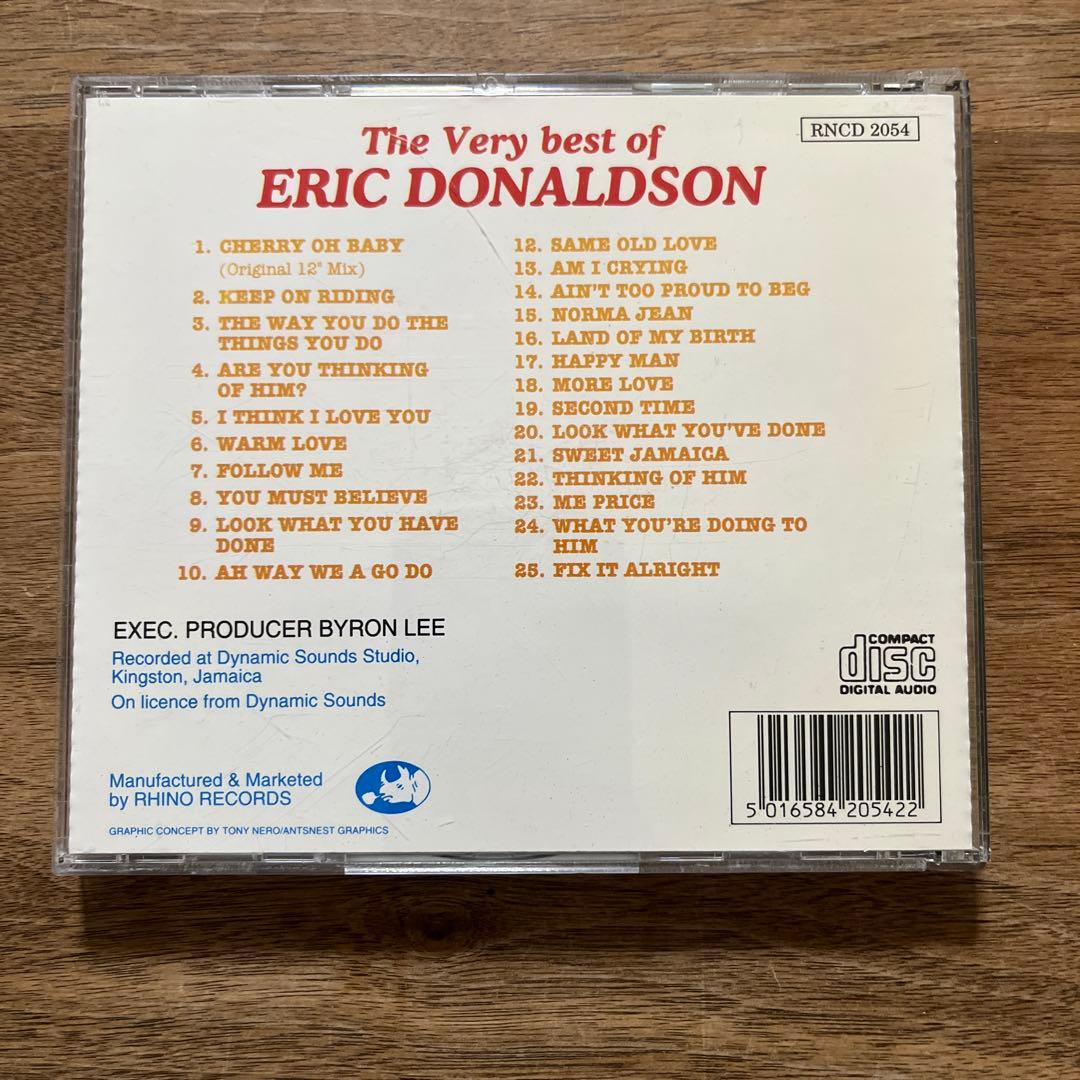 The Very best of
ERIC DONALDSON
RNCD 2054
1. CHERRY OH BABY
(Original 12" Mix)
2. KEEP ON RIDING
3. THE WAY YOU DO THE
THINGS YOU DO
4. ARE YOU THINKING
OF HIM?
5. I THINK I LOVE YOU
6. WARM LOVE
7. FOLLOW ME
8. YOU MUST BELIEVE
9. LOOK WHAT YOU HAVE
DONE
10. AH WAY WE A GO DO
12. SAME OLD LOVE
13. AM I CRYING
14. AIN'T TOO PROUD TO BEG
15. NORMA JEAN
16. LAND OF MY BIRTH
17. HAPPY MAN
18. MORE LOVE
19. SECOND TIME
20. LOOK WHAT YOU'VE DONE
21. SWEET JAMAICA
22. THINKING OF HIM
23. ME PRICE
24. WHAT YOU'RE DOING TO
HIM
25. FIX IT ALRIGHT
EXEC. PRODUCER BYRON LEE
Recorded at Dynamic Sounds Studio,
Kingston, Jamaica
On licence from Dynamic Sounds
Manufactured & Marketed
by RHINO RECORDS
GRAPHIC CONCEPT BY TONY NERO/ANTSNEST GRAPHICS
COMPACT
disc
DIGITAL AUDIO
5 016584 205422